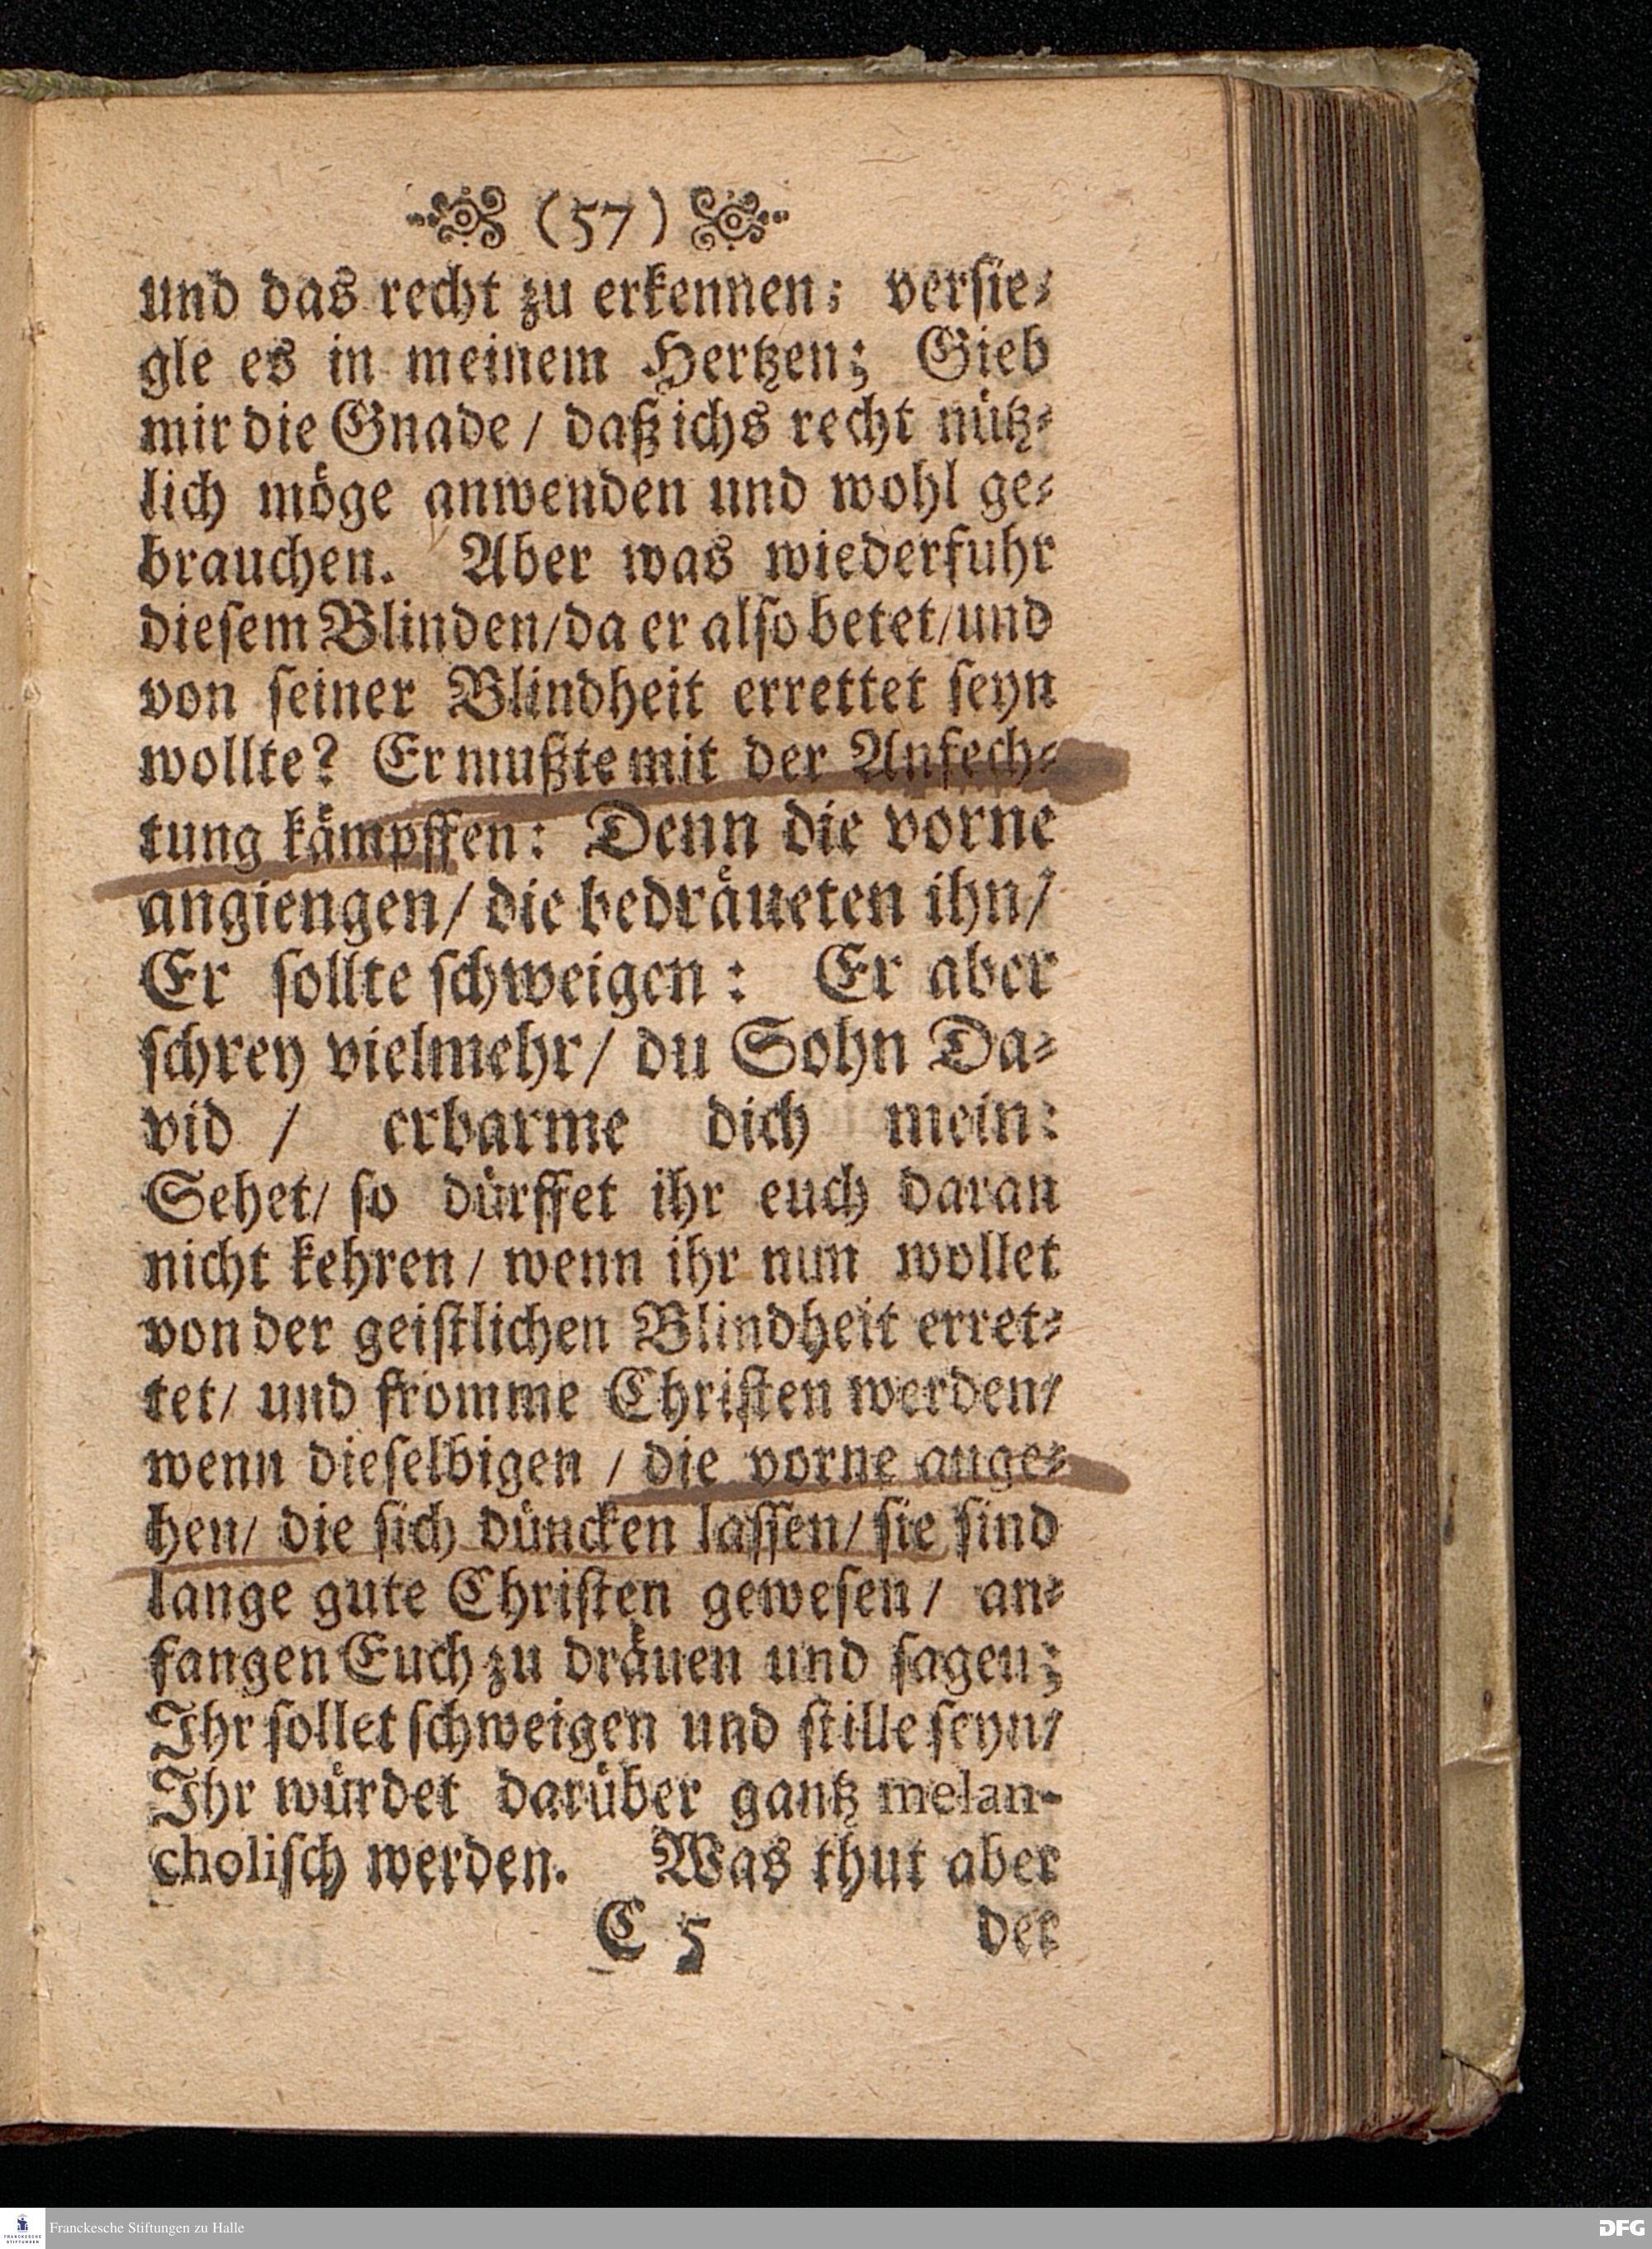 (57)
und das recht zu erkennen; versie⸗
gle es in meinem Hertzen; Gieb
mir die Gnade / daß ichs recht nütz⸗
lich möge anwenden und wohl ge⸗
brauchen. Aber was wiederfuhr
diesem Blinden/da er also betet/und
von seiner Blindheit errettet seyn
wollte? Er mußte mit der Anfech⸗
tung kämpffen: Denn die vorne
angiengen/ die bedräueten ihn/
Er sollte schweigen: Er aber
schrey vielmehr/ du Sohn Da⸗
vid / erbarme dich mein:
Sehet/ so dürffet ihr euch daran
nicht kehren / wenn ihr nun wollet
von der geistlichen Blindheit erret⸗
tet/ und fromme Christen werden/
wenn dieselbigen / die vorne ange⸗
hen/ die sich düncken lassen/ sie sind
lange gute Christen gewesen / an⸗
fangen Euch zu dräuen und sagen;
Ihr sollet schweigen und stille seyn/
Ihr würdet darüber gantz melan-
cholisch werden. Was thut aber
C 5 der
Franckesche Stiftungen zu Halle
FRANCKESCHE
STIFTUNGEN
DFG